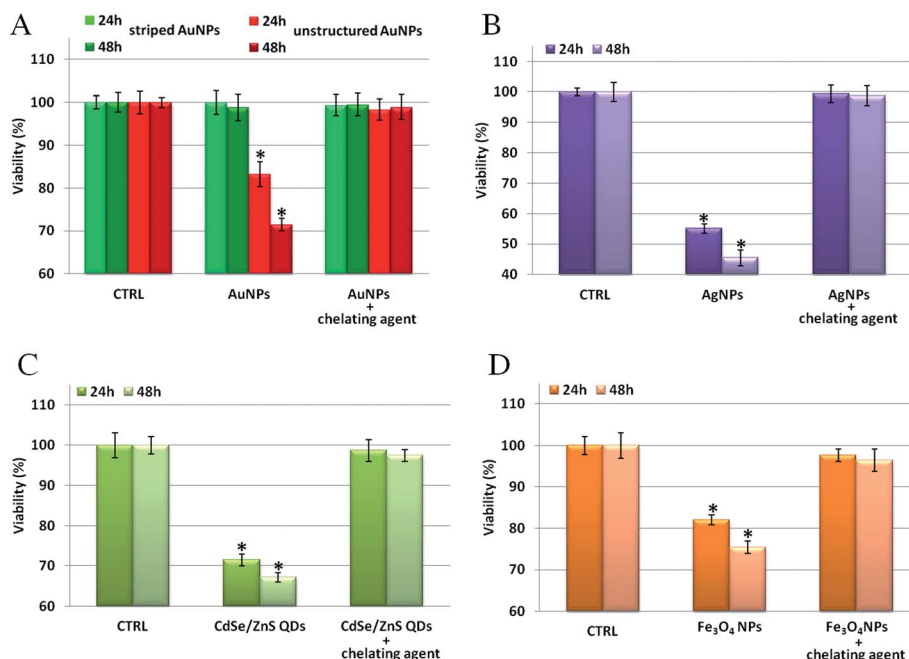 A
24h striped AuNPs 24h unstructured AuNPs
48h 48h
Viability (%)
110
100
90
80
70
60
* *
CTRL AuNPs AuNPs
+
chelating agent
B
24h 48h
Viability (%)
110
100
90
80
70
60
50
40
* *
CTRL AgNPs AgNPs
+
chelating agent
C
24h 48h
Viability (%)
110
100
90
80
70
60
* *
CTRL CdSe/ZnS QDs CdSe/ZnS QDs
+
chelating agent
D
24h 48h
Viability (%)
110
100
90
80
70
60
* *
CTRL Fe₃O₄ NPs Fe₃O₄NPs
+
chelating agent